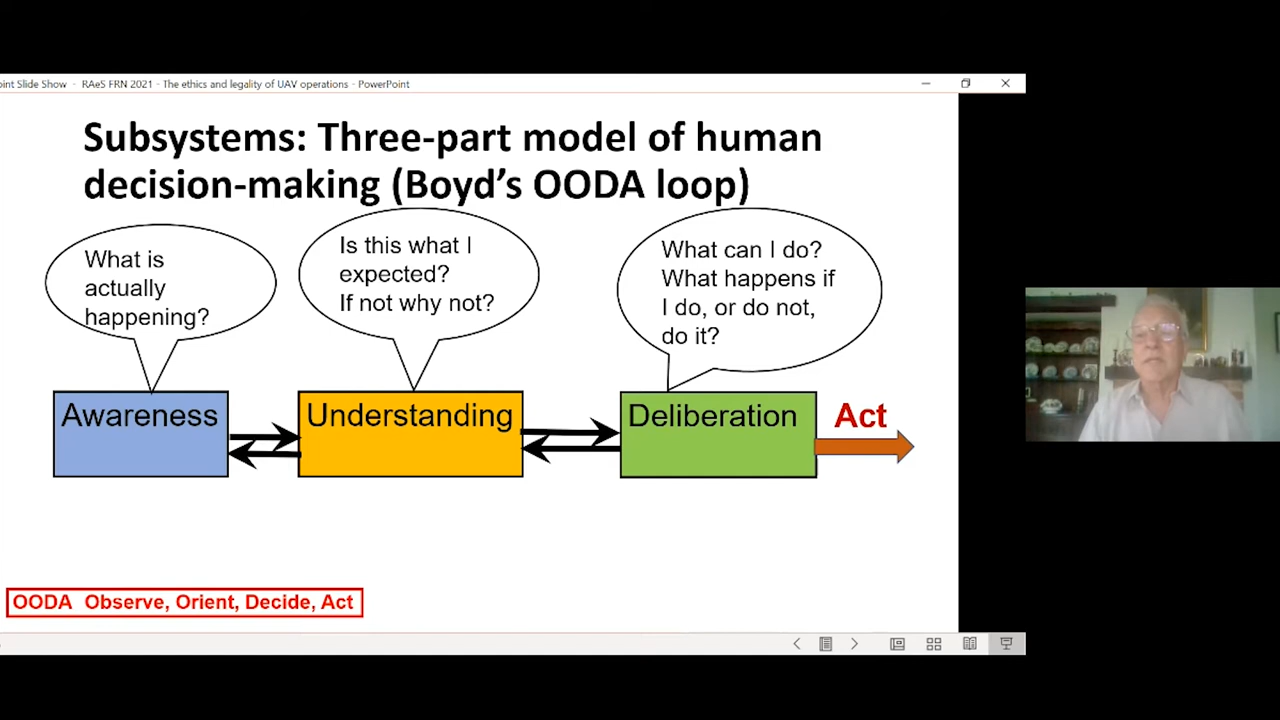 oint Slide Show - RAeS FRN 2021 - The ethics and legality of UAV operations - PowerPoint
Subsystems: Three-part model of human
decision-making (Boyd’s OODA loop)
What is
actually
happening?
Is this what I
expected?
If not why not?
What can I do?
What happens if
I do, or do not,
do it?
Awareness
Understanding
Deliberation
Act
OODA Observe, Orient, Decide, Act